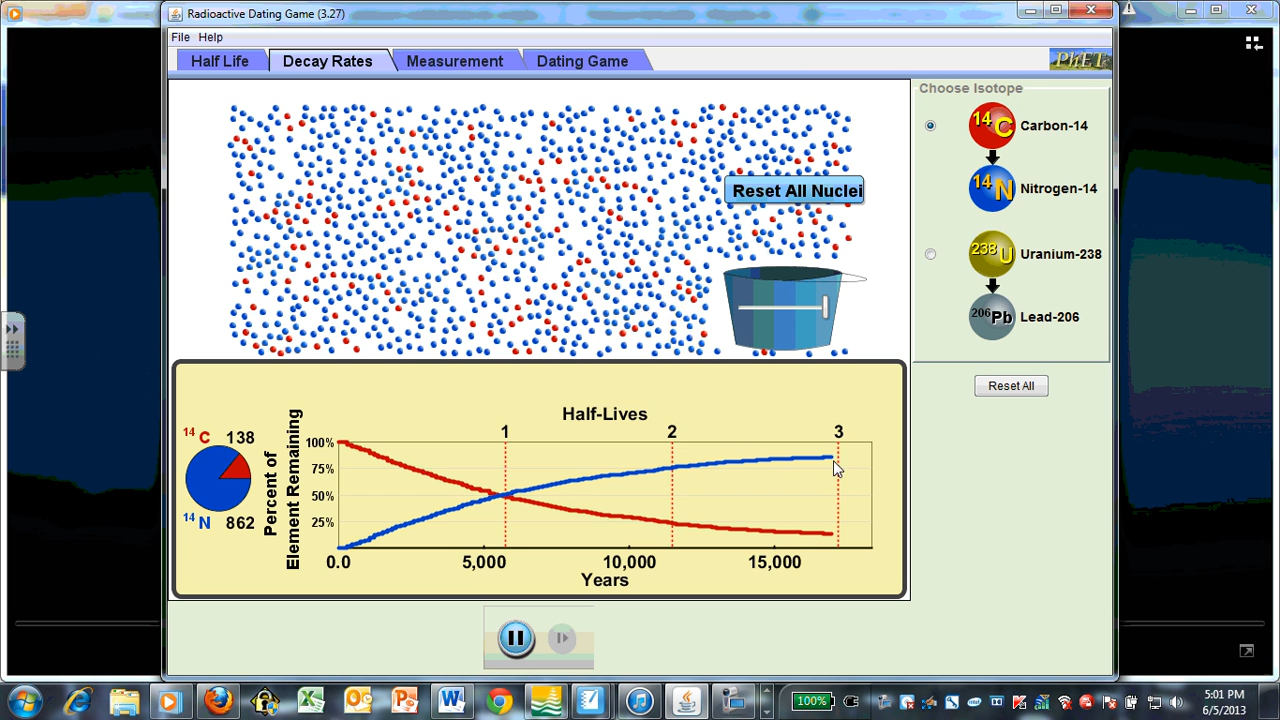 Radioactive Dating Game (3.27)
File Help
Half Life Decay Rates Measurement Dating Game
PhET
Choose Isotope
14C Carbon-14
14N Nitrogen-14
238U Uranium-238
206Pb Lead-206
Reset All
Reset All Nuclei
14 C 138
14 N 862
Percent of
Element Remaining
Half-Lives
1 2 3
100%
75%
50%
25%
0.0 5,000 10,000 15,000
Years
100%
5:01 PM
6/5/2013